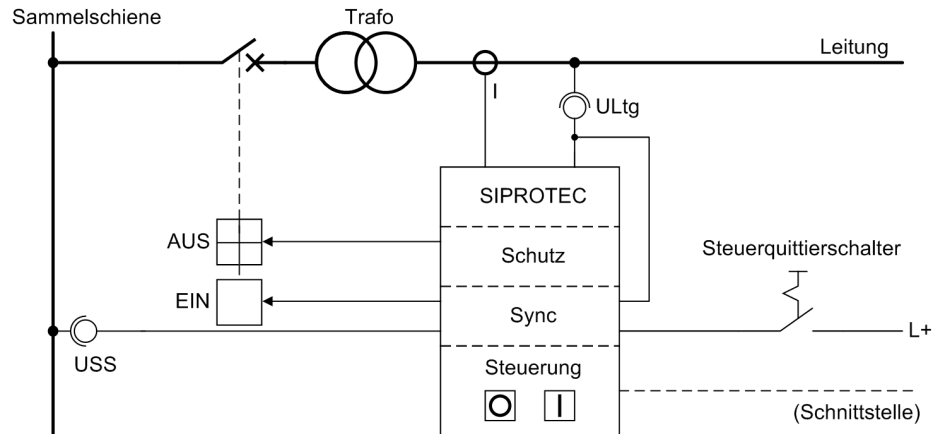 Sammelschiene
Trafo
Leitung
I
ULtg
SIPROTEC
AUS
Schutz
Steuerquittierschalter
EIN
Sync
L+
USS
Steuerung
(Schnittstelle)